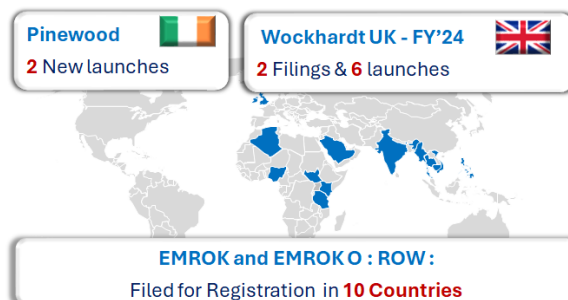 Pinewood
2 New launches
Wockhardt UK - FY’24
2 Filings & 6 launches
EMROK and EMROK O : ROW :
Filed for Registration in 10 Countries